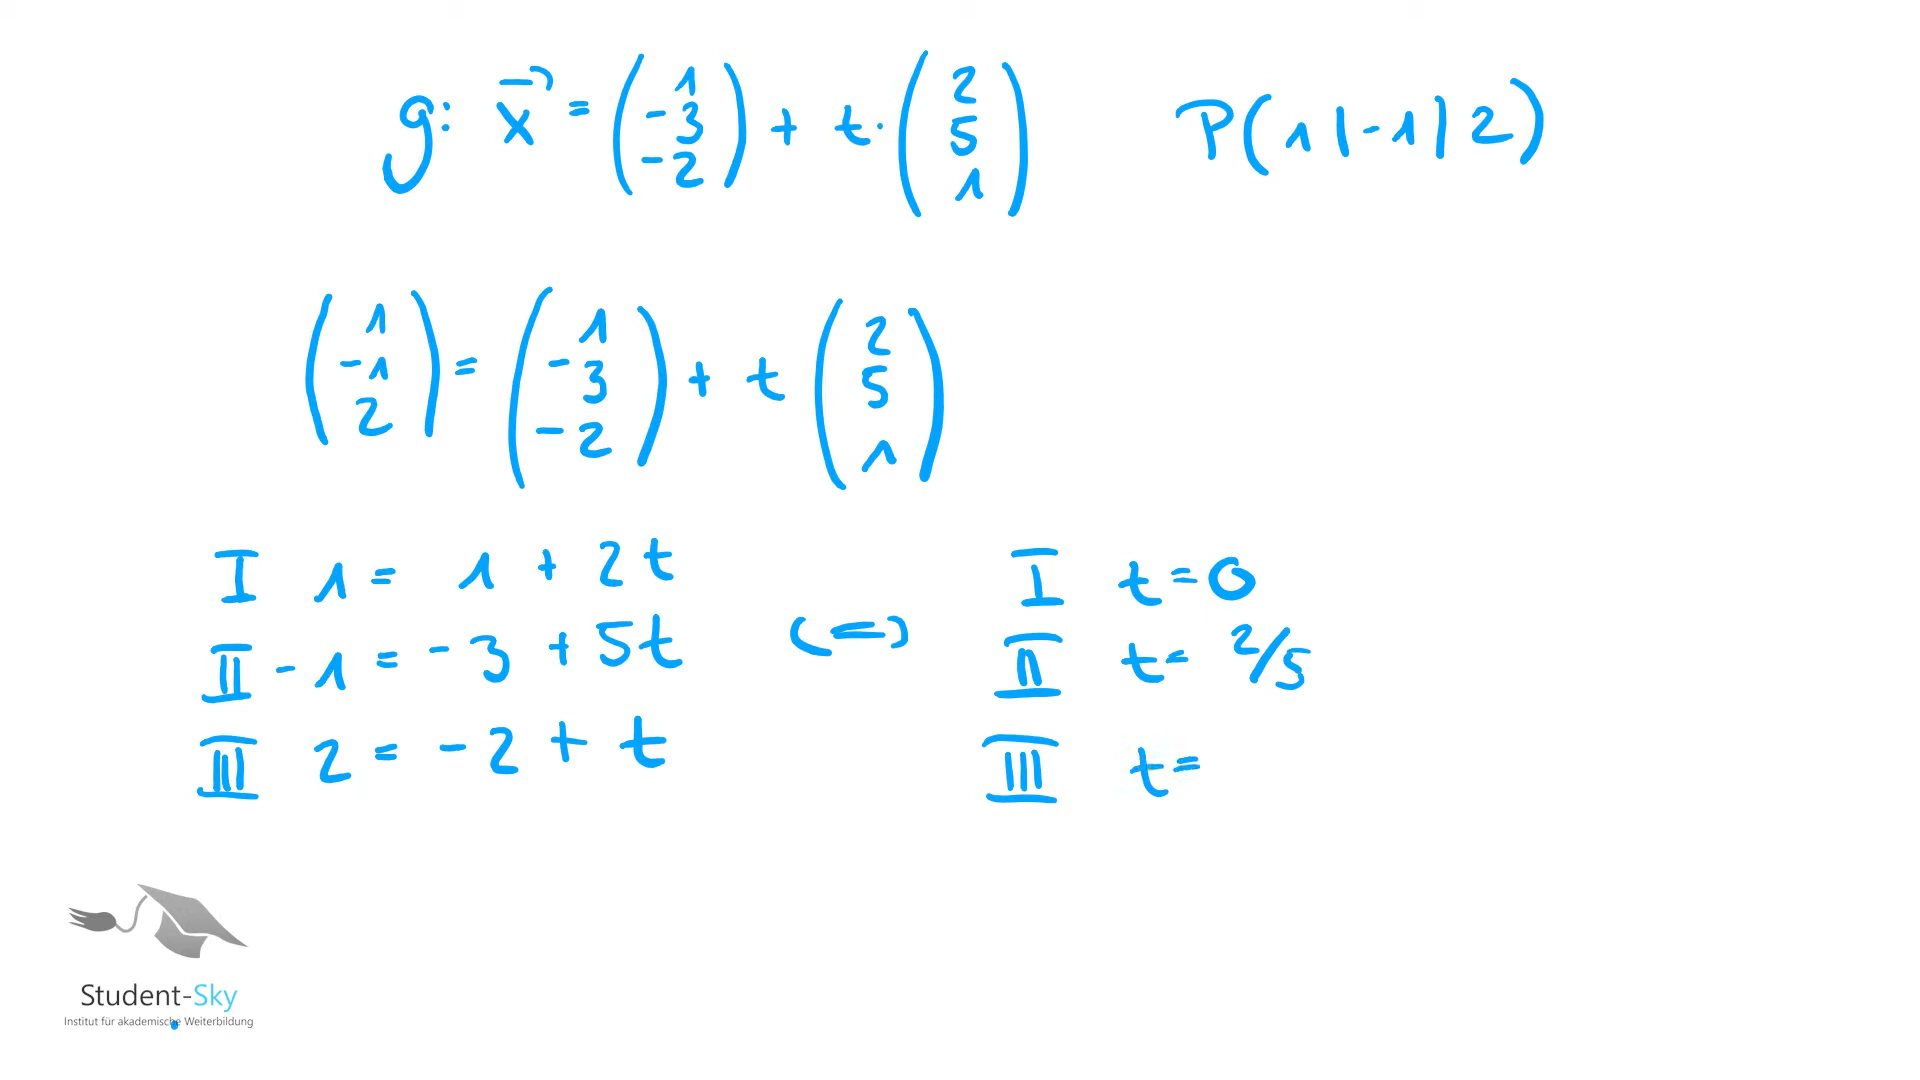 g: x⃗ = (1 -3 -2) + t · (2 5 1) P(1|-1|2)
(1 -1 2) = (1 -3 -2) + t (2 5 1)
I 1 = 1 + 2t ⇔ I t = 0
II -1 = -3 + 5t II t = 2/5
III 2 = -2 + t III t =
Student-Sky
Institut für akademische Weiterbildung